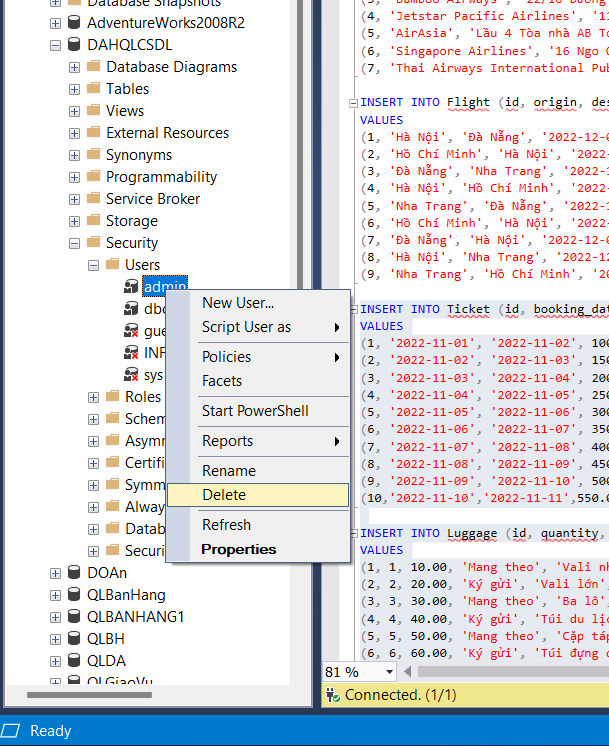 Database Snapshots
AdventureWorks2008R2
DAHQLCSDL
Database Diagrams
Tables
Views
External Resources
Synonyms
Programmability
Service Broker
Storage
Security
Users
admin
dbo
gue
INF
sys
Roles
Schem
Asymm
Certifi
Symm
Alway
Datab
Securi
DOAn
QLBanHang
QLBANHANG1
QLBH
QLDA
QLGiaoVu
New User...
Script User as
Policies
Facets
Start PowerShell
Reports
Rename
Delete
Refresh
Properties
(4, 'Jetstar Pacific Airlines', '11
(5, 'AirAsia', 'Lầu 4 Tòa nhà AB To
(6, 'Singapore Airlines', '16 Ngo G
(7, 'Thai Airways International Pub
INSERT INTO Flight (id, origin, des
VALUES
(1, 'Hà Nội', 'Đà Nẵng', '2022-12-0
(2, 'Hồ Chí Minh', 'Hà Nội', '2022-
(3, 'Đà Nẵng', 'Nha Trang', '2022-1
(4, 'Hà Nội', 'Hồ Chí Minh', '2022-
(5, 'Nha Trang', 'Đà Nẵng', '2022-1
(6, 'Hồ Chí Minh', 'Hà Nội', '2022-
(7, 'Đà Nẵng', 'Hà Nội', '2022-12-0
(8, 'Hà Nội', 'Nha Trang', '2022-12
(9, 'Nha Trang', 'Hồ Chí Minh', '20
INSERT INTO Ticket (id, booking_dat
VALUES
(1, '2022-11-01', '2022-11-02', 100
(2, '2022-11-02', '2022-11-03', 150
(3, '2022-11-03', '2022-11-04', 200
(4, '2022-11-04', '2022-11-05', 250
(5, '2022-11-05', '2022-11-06', 300
(6, '2022-11-06', '2022-11-07', 350
(7, '2022-11-07', '2022-11-08', 400
(8, '2022-11-08', '2022-11-09', 450
(9, '2022-11-09', '2022-11-10', 500
(10,'2022-11-10','2022-11-11',550.0
INSERT INTO Luggage (id, quantity,
VALUES
(1, 1, 10.00, 'Mang theo', 'Vali nh
(2, 2, 20.00, 'Ký gửi', 'Vali lớn',
(3, 3, 30.00, 'Mang theo', 'Ba lô',
(4, 4, 40.00, 'Ký gửi', 'Túi du lịc
(5, 5, 50.00, 'Mang theo', 'Cặp táp
(6, 6, 60.00, 'Ký gửi', 'Túi đựng
81 %
Connected. (1/1)
Ready